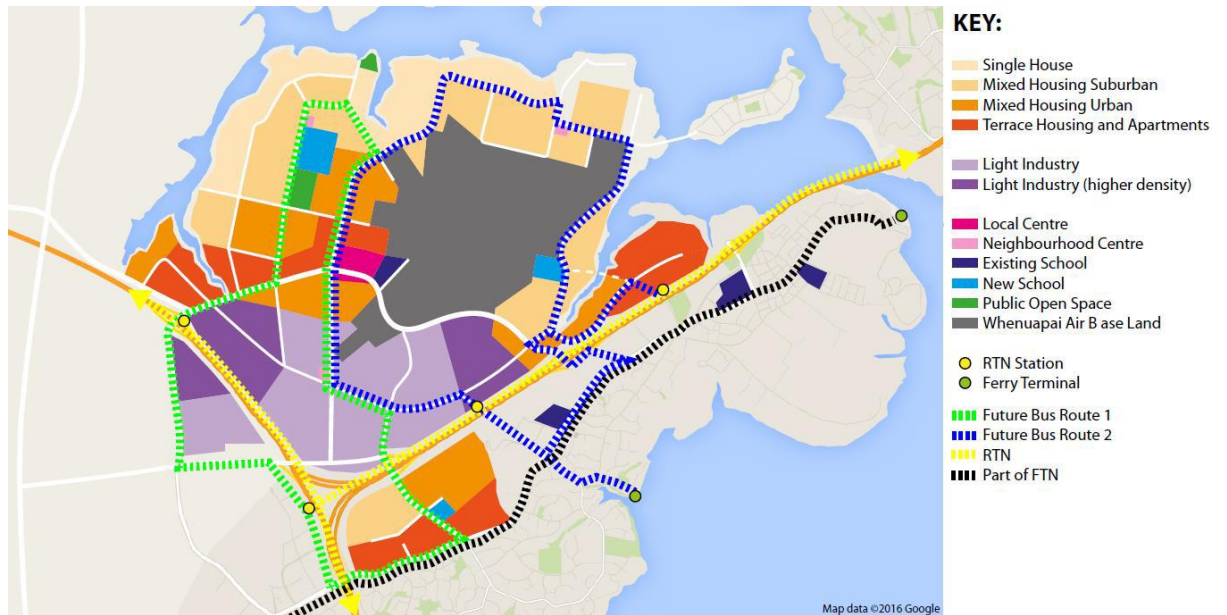 KEY:
Single House
Mixed Housing Suburban
Mixed Housing Urban
Terrace Housing and Apartments
Light Industry
Light Industry (higher density)
Local Centre
Neighbourhood Centre
Existing School
New School
Public Open Space
Whenuapai Air B ase Land
RTN Station
Ferry Terminal
Future Bus Route 1
Future Bus Route 2
RTN
Part of FTN
Map data ©2016 Google